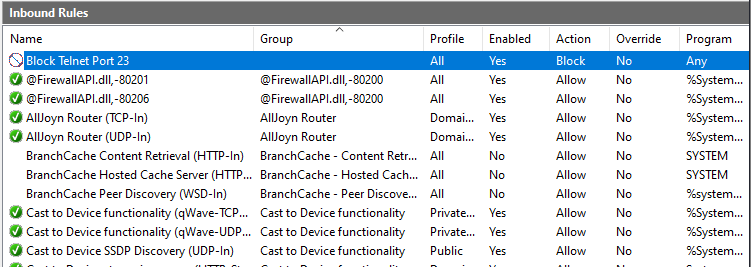 Inbound Rules
Name Group Profile Enabled Action Override Program
Block Telnet Port 23 All Yes Block No Any
@FirewallAPI.dll,-80201 @FirewallAPI.dll,-80200 All Yes Allow No %System...
@FirewallAPI.dll,-80206 @FirewallAPI.dll,-80200 All Yes Allow No %System...
AllJoyn Router (TCP-In) AllJoyn Router Domai... Yes Allow No %System...
AllJoyn Router (UDP-In) AllJoyn Router Domai... Yes Allow No %System...
BranchCache Content Retrieval (HTTP-In) BranchCache - Content Retr... All No Allow No SYSTEM
BranchCache Hosted Cache Server (HTTP... BranchCache - Hosted Cach... All No Allow No SYSTEM
BranchCache Peer Discovery (WSD-In) BranchCache - Peer Discove... All No Allow No %system...
Cast to Device functionality (qWave-TCP... Cast to Device functionality Private... Yes Allow No %System...
Cast to Device functionality (qWave-UDP... Cast to Device functionality Private... Yes Allow No %System...
Cast to Device SSDP Discovery (UDP-In) Cast to Device functionality Public Yes Allow No %System...